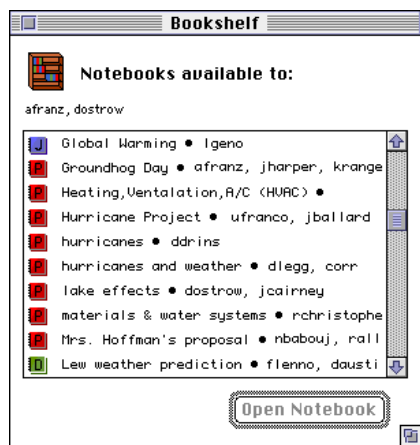 Bookshelf
Notebooks available to:
afranz, dostrow
J Global Warming • lgeno
P Groundhog Day • afranz, jharper, krange
P Heating,Ventalation,A/C (HVAC) •
P Hurricane Project • ufranco, jballard
P hurricanes • ddrins
P hurricanes and weather • dlegg, corr
P lake effects • dostrow, jcairney
P materials & water systems • rchristophe
P Mrs. Hoffman's proposal • nbabouj, rall
D Lew weather prediction • flenno, dausti
Open Notebook